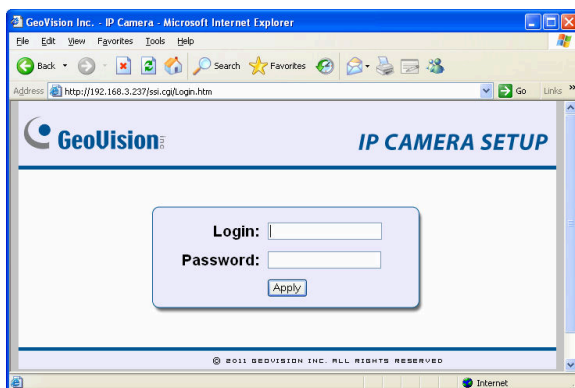 GeoVision Inc. - IP Camera - Microsoft Internet Explorer
File Edit View Favorites Tools Help
Back Search Favorites
Address http://192.168.3.237/ssi.cgi/Login.htm Go Links »
GeoVision Inc. IP CAMERA SETUP
Login:
Password:
Apply
© 2011 GEOVISION INC. ALL RIGHTS RESERVED
Internet